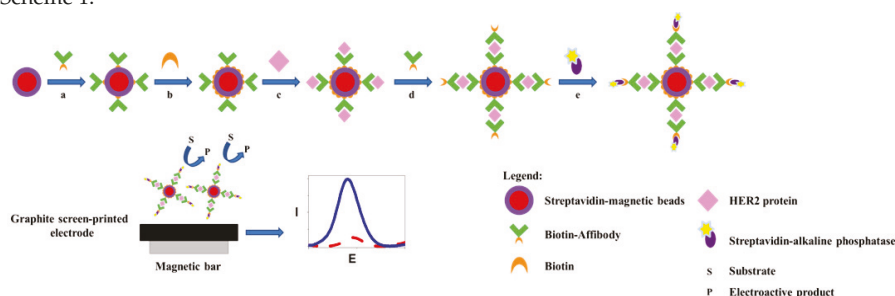 Scheme 1.
a
b
c
d
e
S
P
S
P
Graphite screen-printed
electrode
Magnetic bar
I
E
Legend:
Streptavidin-magnetic beads
Biotin-Affibody
Biotin
HER2 protein
Streptavidin-alkaline phosphatase
S Substrate
P Electroactive product